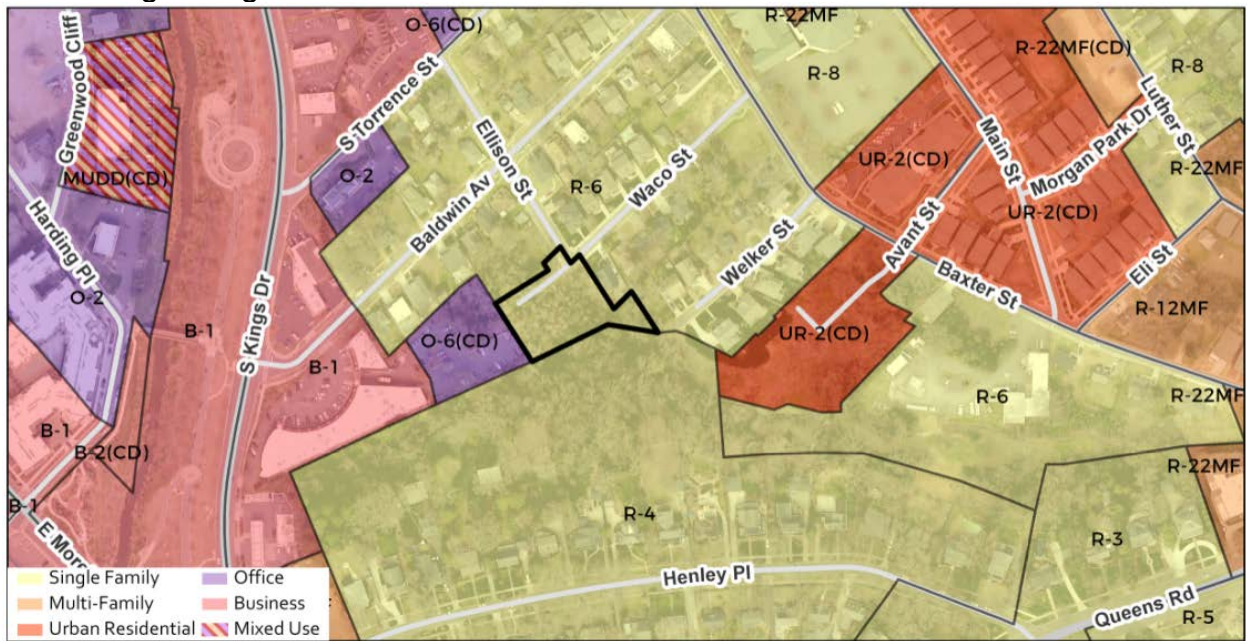 Greenwood Cliff
O-6(CD)
R-22MF
R-22MF(CD)
R-8
R-8
S Torrence St
Luther St
Ellison St
Main St
Morgan Park Dr
MUDD(CD)
O-2
Baldwin Av
R-6
Waco St
UR-2(CD)
R-22MF
UR-2(CD)
Harding Pl
Avant St
Welker St
Eli St
O-2
Baxter St
R-12MF
S Kings Dr
B-1
O-6(CD)
UR-2(CD)
B-1
R-6
R-22MF
B-1
B-2(CD)
R-22MF
B-1
R-4
R-3
Henley Pl
Queens Rd
R-5
Single Family
Office
Multi-Family
Business
Urban Residential
Mixed Use